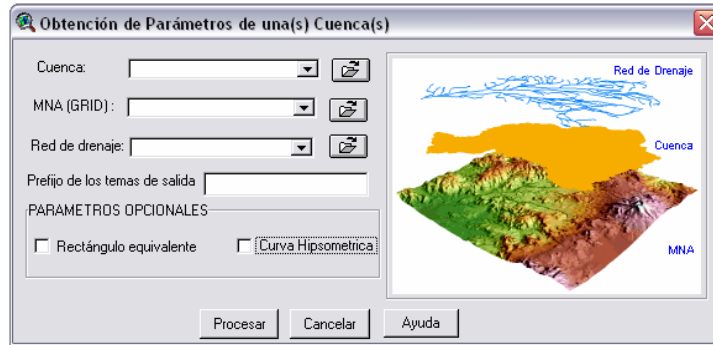 Obtención de Parámetros de una(s) Cuenca(s)
Cuenca:
MNA (GRID) :
Red de drenaje:
Prefijo de los temas de salida
PARAMETROS OPCIONALES
Rectángulo equivalente
Curva Hipsometrica
Red de Drenaje
Cuenca
MNA
Procesar
Cancelar
Ayuda